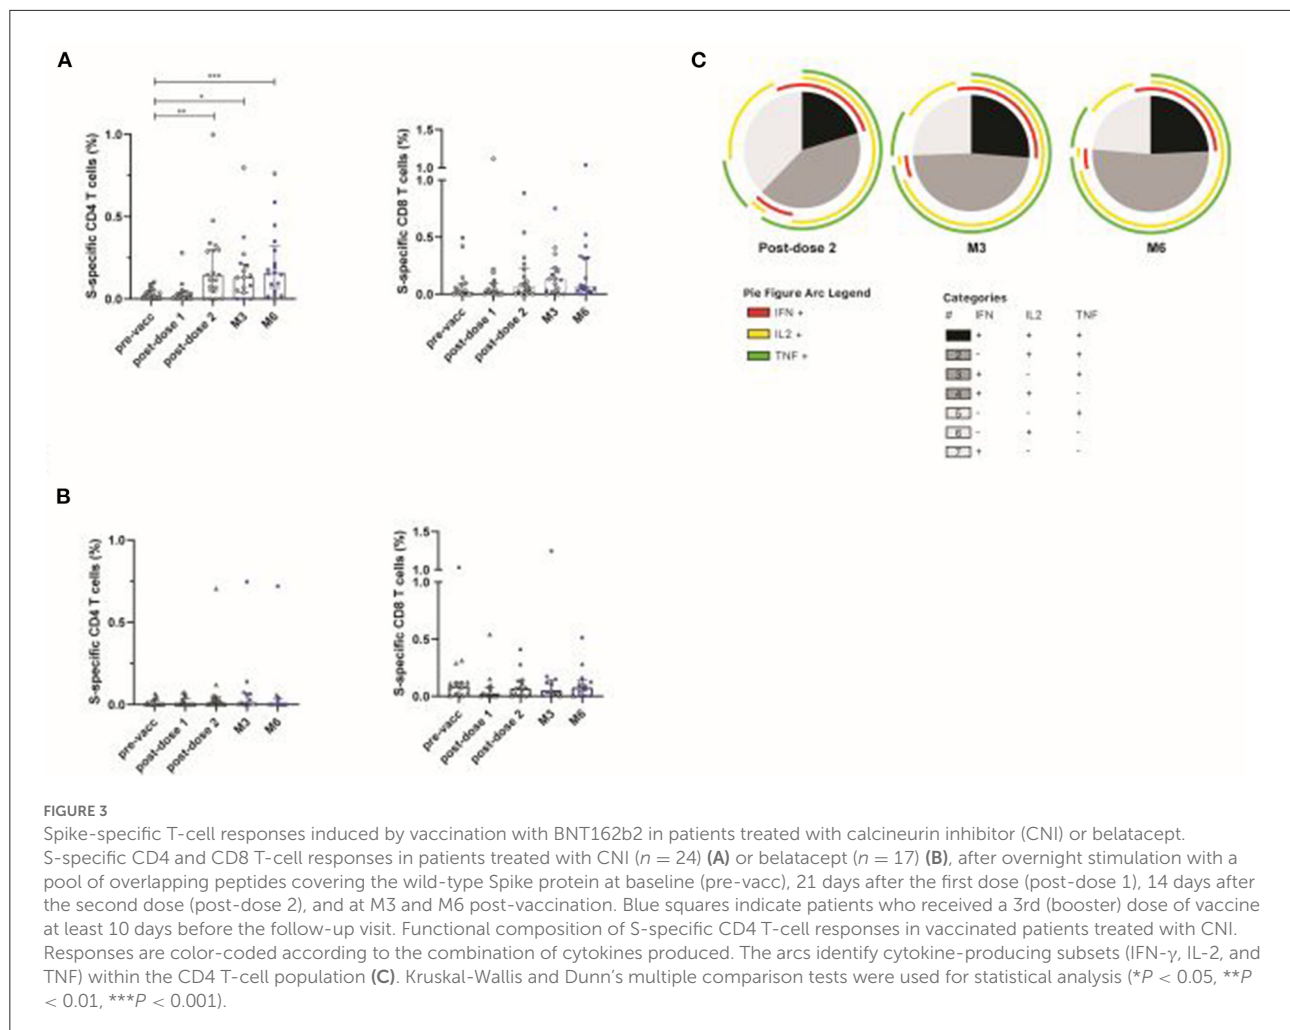 A
***
*
**
S-specific CD4 T cells (%)
1.0
0.5
0.0
pre-vacc
post-dose 1
post-dose 2
M3
M6
S-specific CD8 T cells (%)
1.5
1.0
1.0
0.5
0.0
pre-vacc
post-dose 1
post-dose 2
M3
M6
C
Post-dose 2
M3
M6
Pie Figure Arc Legend
IFN +
IL2 +
TNF +
Categories
# IFN IL2 TNF
+ + +
2 - + +
3 + - +
4 + + -
5 - - +
6 - + -
7 + - -
B
S-specific CD4 T cells (%)
1.0
0.5
0.0
pre-vacc
post-dose 1
post-dose 2
M3
M6
S-specific CD8 T cells (%)
1.5
1.0
1.0
0.5
0.0
pre-vacc
post-dose 1
post-dose 2
M3
M6
FIGURE 3
Spike-specific T-cell responses induced by vaccination with BNT162b2 in patients treated with calcineurin inhibitor (CNI) or belatacept.
S-specific CD4 and CD8 T-cell responses in patients treated with CNI (n = 24) (A) or belatacept (n = 17) (B), after overnight stimulation with a
pool of overlapping peptides covering the wild-type Spike protein at baseline (pre-vacc), 21 days after the first dose (post-dose 1), 14 days after
the second dose (post-dose 2), and at M3 and M6 post-vaccination. Blue squares indicate patients who received a 3rd (booster) dose of vaccine
at least 10 days before the follow-up visit. Functional composition of S-specific CD4 T-cell responses in vaccinated patients treated with CNI.
Responses are color-coded according to the combination of cytokines produced. The arcs identify cytokine-producing subsets (IFN-γ, IL-2, and
TNF) within the CD4 T-cell population (C). Kruskal-Wallis and Dunn's multiple comparison tests were used for statistical analysis (*P < 0.05, **P
< 0.01, ***P < 0.001).